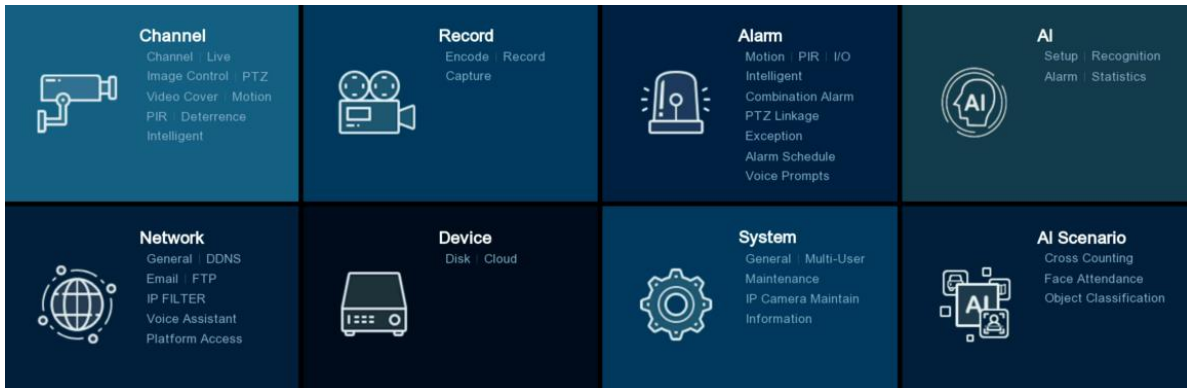 Channel
Channel | Live
Image Control | PTZ
Video Cover | Motion
PIR | Deterrence
Intelligent
Record
Encode | Record
Capture
Alarm
Motion | PIR | I/O
Intelligent
Combination Alarm
PTZ Linkage
Exception
Alarm Schedule
Voice Prompts
AI
Setup | Recognition
Alarm | Statistics
AI
Network
General | DDNS
Email | FTP
IP FILTER
Voice Assistant
Platform Access
Device
Disk | Cloud
System
General | Multi-User
Maintenance
IP Camera Maintain
Information
AI Scenario
Cross Counting
Face Attendance
Object Classification
AI